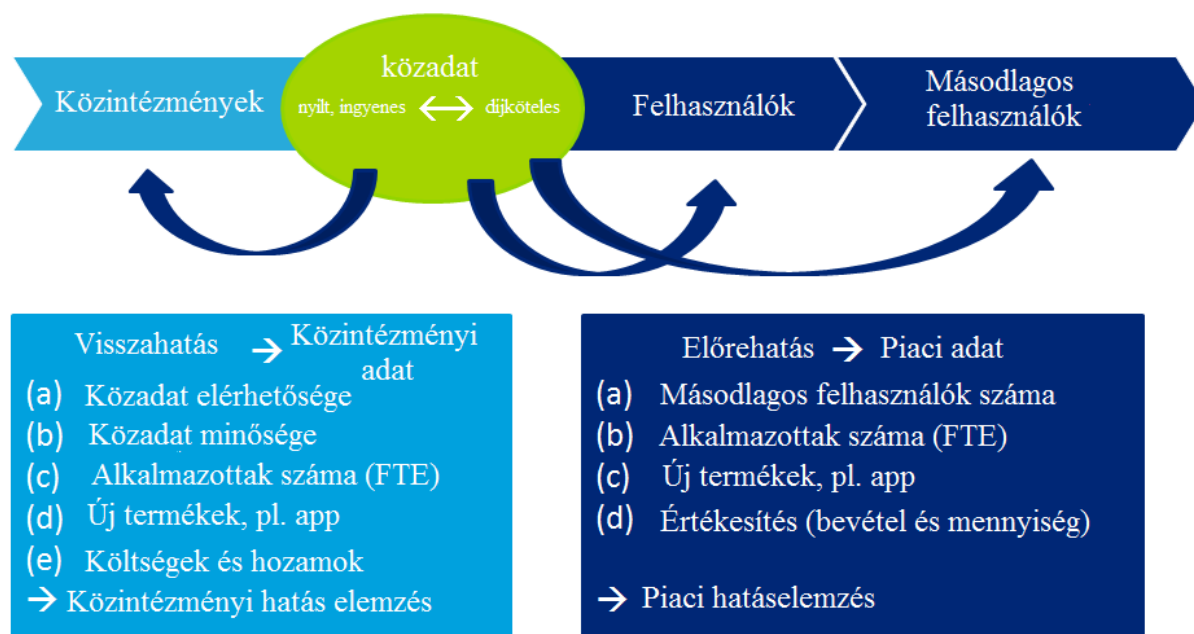 Közintézmények
közadat
nyílt, ingyenes ↔ díjköteles
Felhasználók
Másodlagos
felhasználók
Visszahatás → Közintézményi
adat
(a) Közadat elérhetősége
(b) Közadat minősége
(c) Alkalmazottak száma (FTE)
(d) Új termékek, pl. app
(e) Költségek és hozamok
→ Közintézményi hatás elemzés
Előrehatás → Piaci adat
(a) Másodlagos felhasználók száma
(b) Alkalmazottak száma (FTE)
(c) Új termékek, pl. app
(d) Értékesítés (bevétel és mennyiség)
→ Piaci hatáselemzés